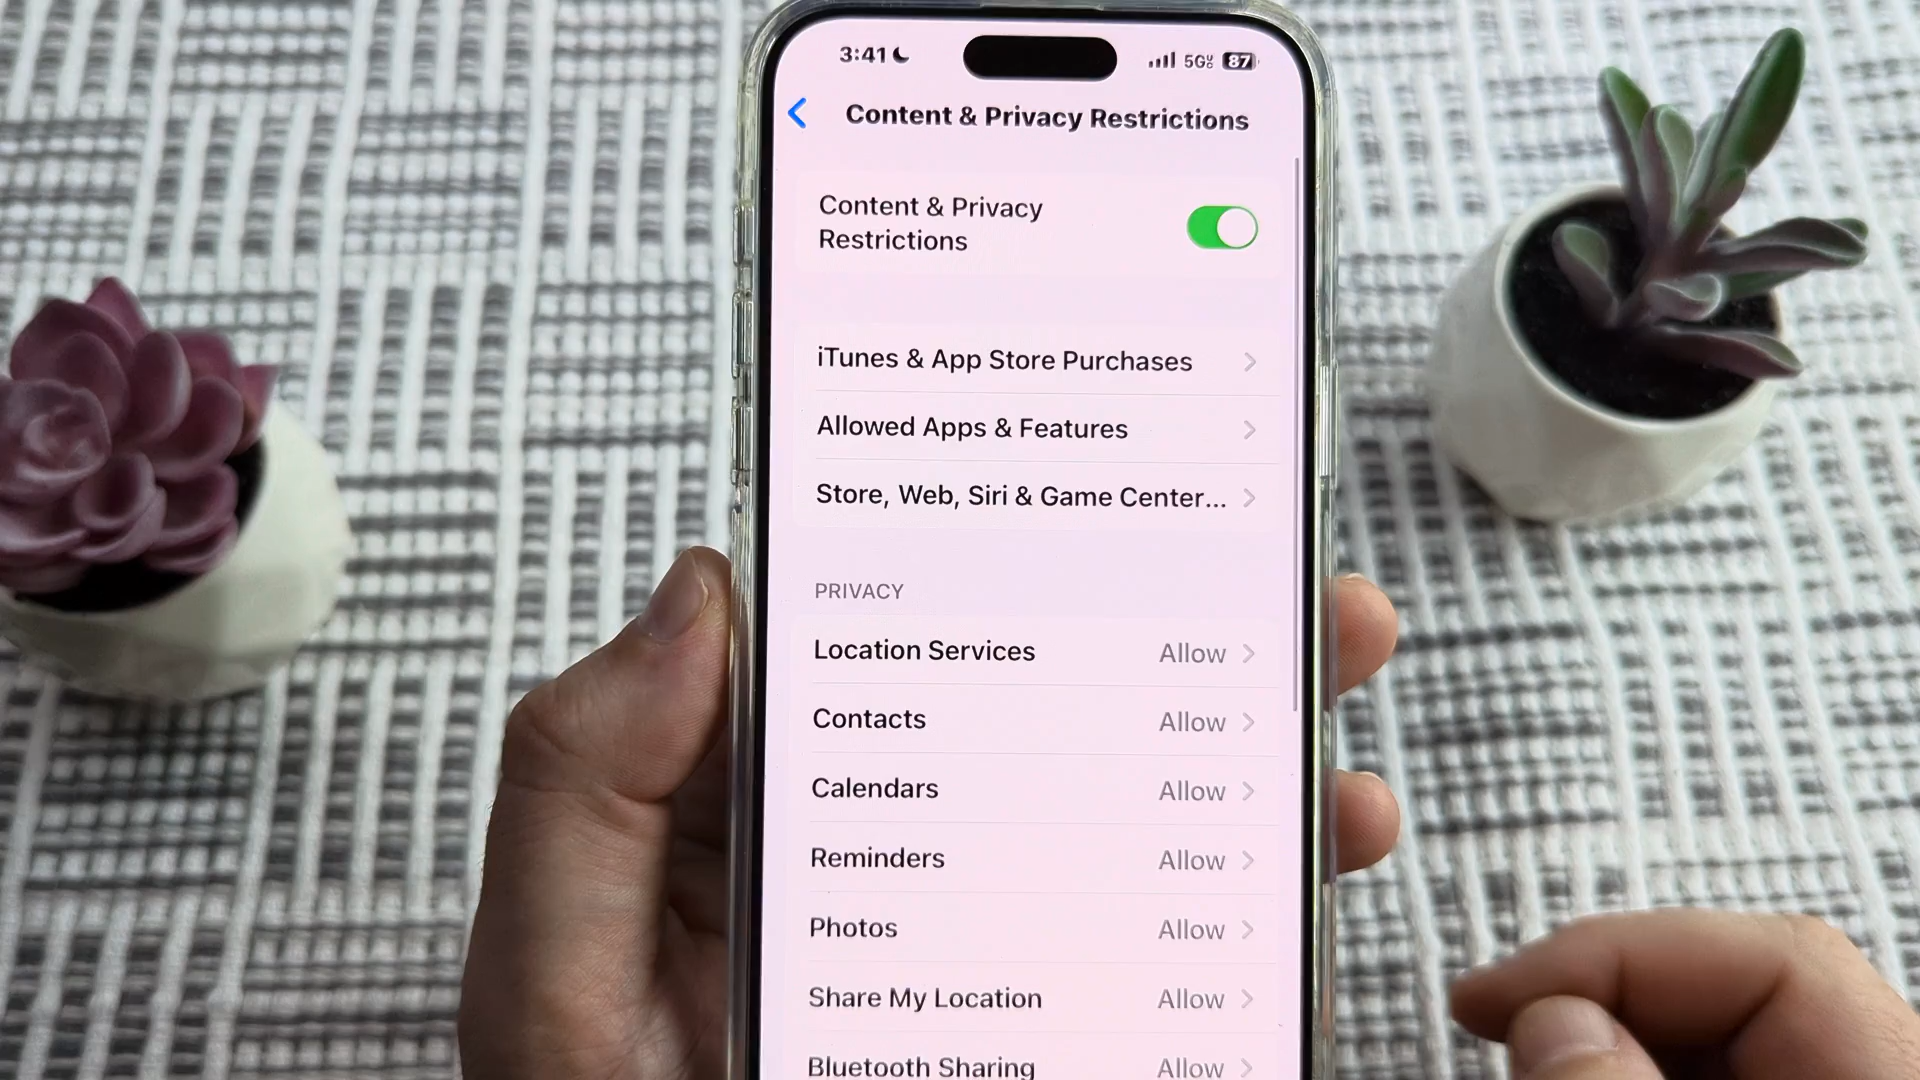 3:41
5G
87
Content & Privacy Restrictions
Content & Privacy
Restrictions
iTunes & App Store Purchases
Allowed Apps & Features
Store, Web, Siri & Game Center...
PRIVACY
Location Services Allow
Contacts Allow
Calendars Allow
Reminders Allow
Photos Allow
Share My Location Allow
Bluetooth Sharing Allow